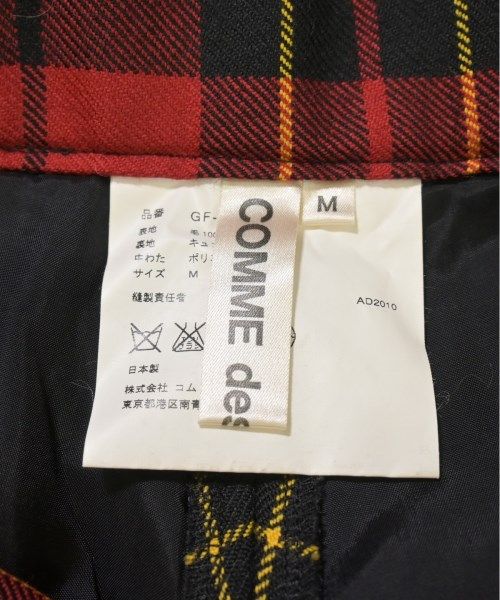 品番 GF-
表地 毛 100
裏地 キュ
中わた ポリ
サイズ M
縫製責任者
日本製
株式会社 コム
東京都港区南青
COMME des
M
AD2010